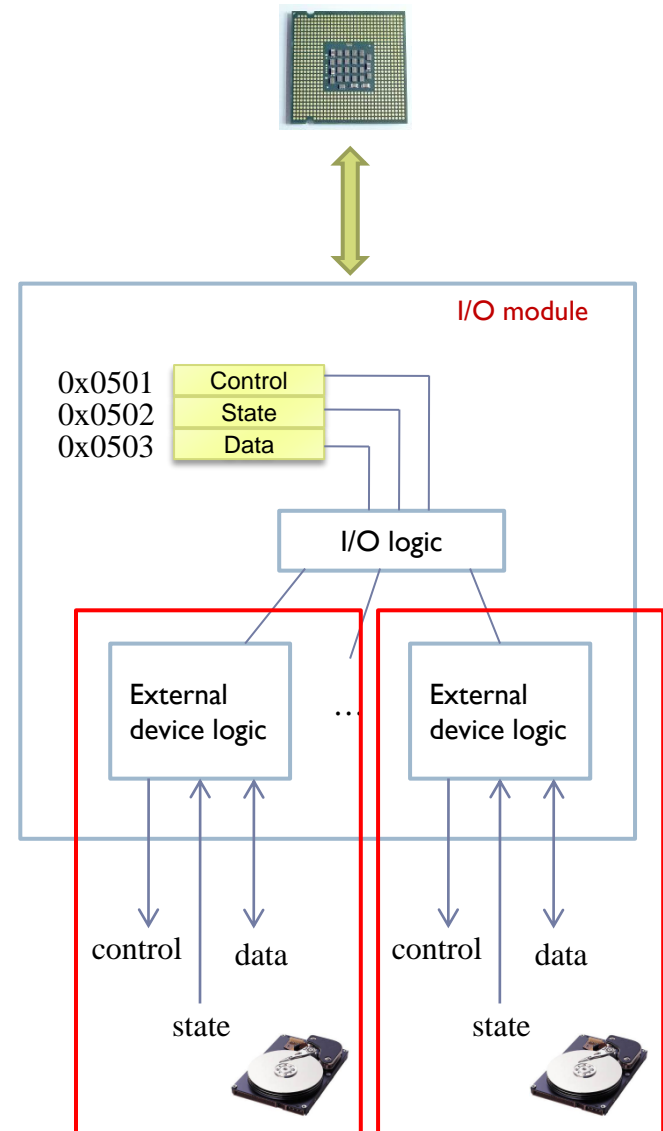 I/O module
0x0501 Control
0x0502 State
0x0503 Data
I/O logic
External
device logic
...
External
device logic
control
data
state
control
data
state